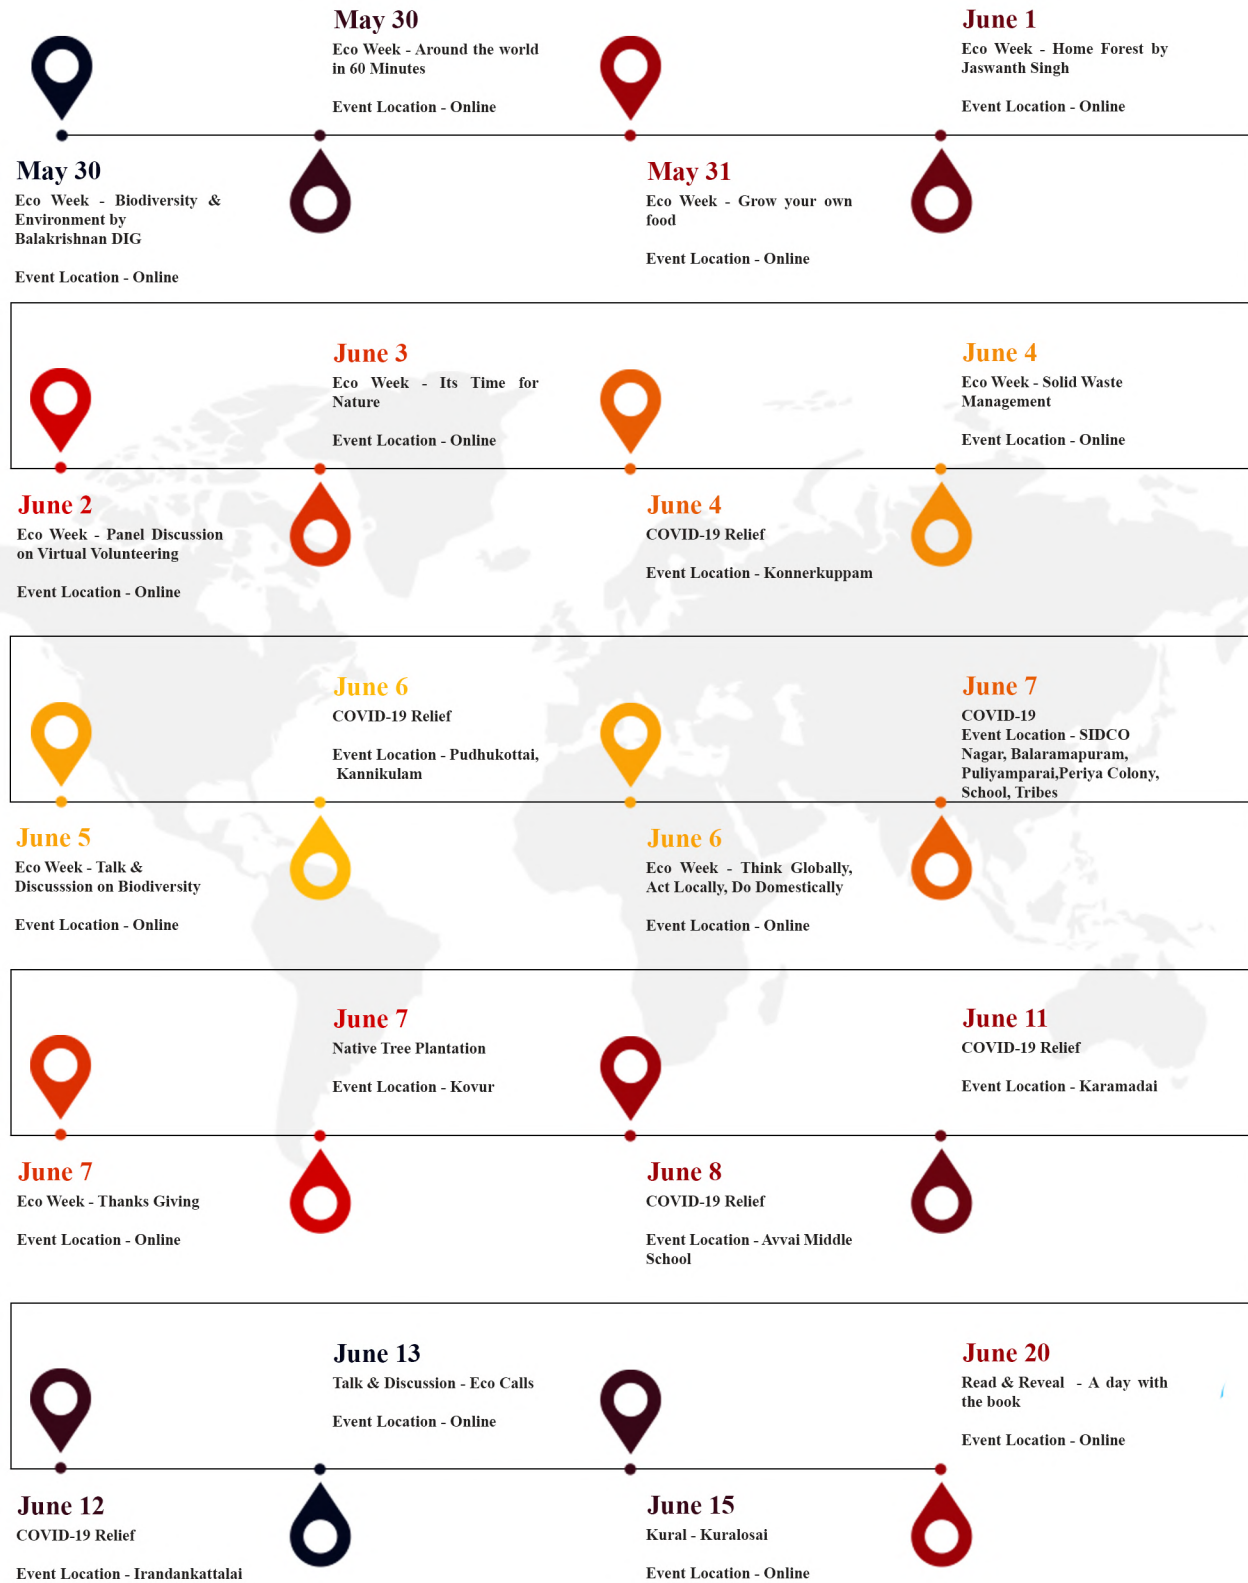 May 30
Eco Week - Biodiversity &
Environment by
Balakrishnan DIG
Event Location - Online
May 30
Eco Week - Around the world
in 60 Minutes
Event Location - Online
May 31
Eco Week - Grow your own
food
Event Location - Online
June 1
Eco Week - Home Forest by
Jaswanth Singh
Event Location - Online
June 2
Eco Week - Panel Discussion
on Virtual Volunteering
Event Location - Online
June 3
Eco Week - Its Time for
Nature
Event Location - Online
June 4
COVID-19 Relief
Event Location - Konnerkuppam
June 4
Eco Week - Solid Waste
Management
Event Location - Online
June 5
Eco Week - Talk &
Discusssion on Biodiversity
Event Location - Online
June 6
COVID-19 Relief
Event Location - Pudhukottai,
Kannikulam
June 6
Eco Week - Think Globally,
Act Locally, Do Domestically
Event Location - Online
June 7
COVID-19
Event Location - SIDCO
Nagar, Balaramapuram,
Puliyamparai,Periya Colony,
School, Tribes
June 7
Eco Week - Thanks Giving
Event Location - Online
June 7
Native Tree Plantation
Event Location - Kovur
June 8
COVID-19 Relief
Event Location - Avvai Middle
School
June 11
COVID-19 Relief
Event Location - Karamadai
June 12
COVID-19 Relief
Event Location - Irandankattalai
June 13
Talk & Discussion - Eco Calls
Event Location - Online
June 15
Kural - Kuralosai
Event Location - Online
June 20
Read & Reveal - A day with
the book
Event Location - Online